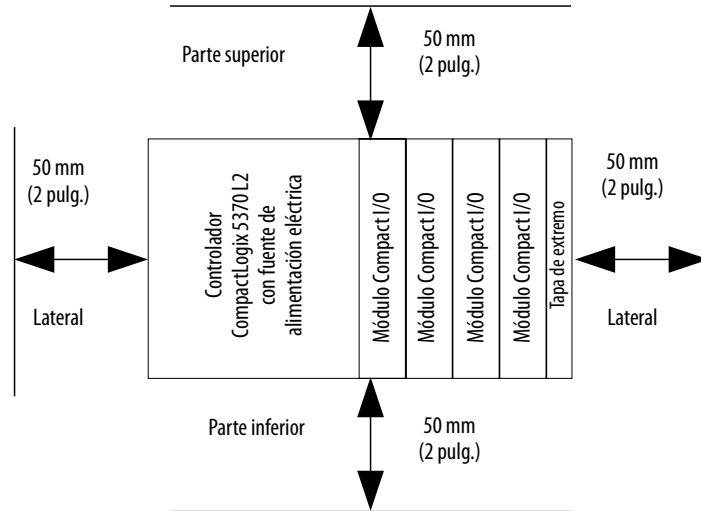 Parte superior
50 mm
(2 pulg.)
50 mm
(2 pulg.)
Lateral
Controlador
CompactLogix 5370 L2
con fuente de
alimentación eléctrica
Módulo Compact I/O
Módulo Compact I/O
Módulo Compact I/O
Módulo Compact I/O
Tapa de extremo
50 mm
(2 pulg.)
Lateral
Parte inferior
50 mm
(2 pulg.)